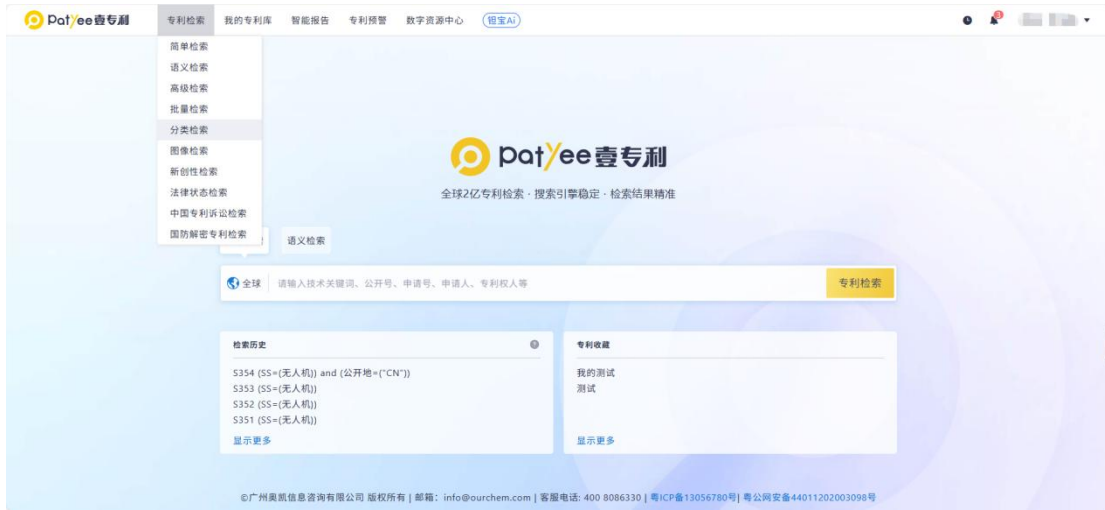 Patyee壹专利 专利检索 我的专利库 智能报告 专利预警 数字资源中心 钽宝Ai 3
简单检索
语义检索
高级检索
批量检索
分类检索
图像检索
新创性检索
法律状态检索
中国专利诉讼检索
国防解密专利检索
patyee壹专利
全球2亿专利检索 · 搜索引擎稳定 · 检索结果精准
语义检索
全球 请输入技术关键词、公开号、申请号、申请人、专利权人等 专利检索
检索历史
S354 (SS=(无人机)) and (公开地=("CN"))
S353 (SS=(无人机))
S352 (SS=(无人机))
S351 (SS=(无人机))
显示更多
专利收藏
我的测试
测试
显示更多
©广州奥凯信息咨询有限公司 版权所有 | 邮箱：info@ourchem.com | 客服电话: 400 8086330 | 粤ICP备13056780号| 粤公网安备44011202003098号